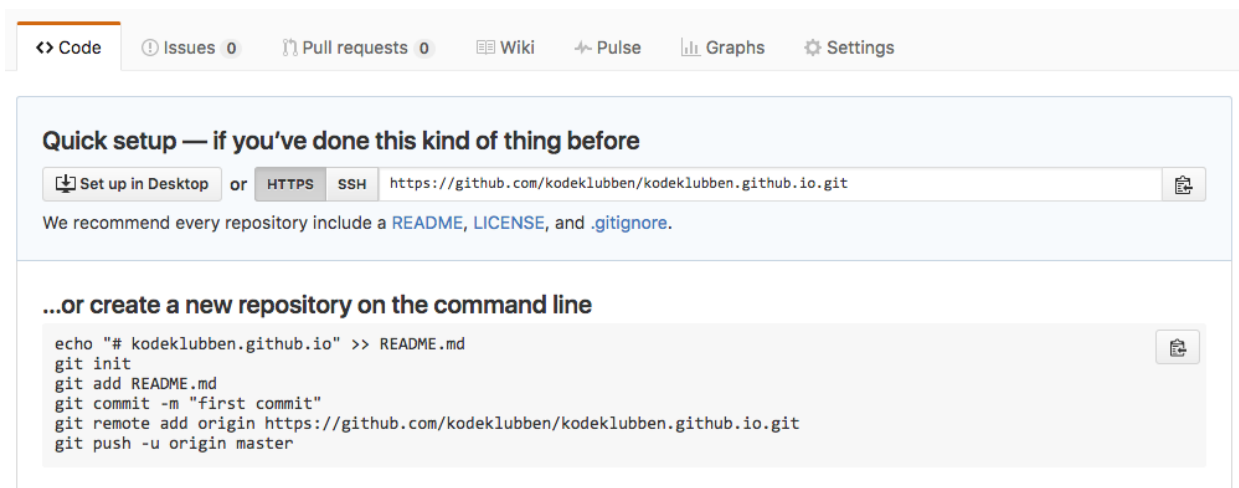 Code Issues 0 Pull requests 0 Wiki Pulse Graphs Settings
Quick setup — if you’ve done this kind of thing before
Set up in Desktop or HTTPS SSH https://github.com/kodeklubben/kodeklubben.github.io.git
We recommend every repository include a README, LICENSE, and .gitignore.
…or create a new repository on the command line
echo "# kodeklubben.github.io" >> README.md
git init
git add README.md
git commit -m "first commit"
git remote add origin https://github.com/kodeklubben/kodeklubben.github.io.git
git push -u origin master